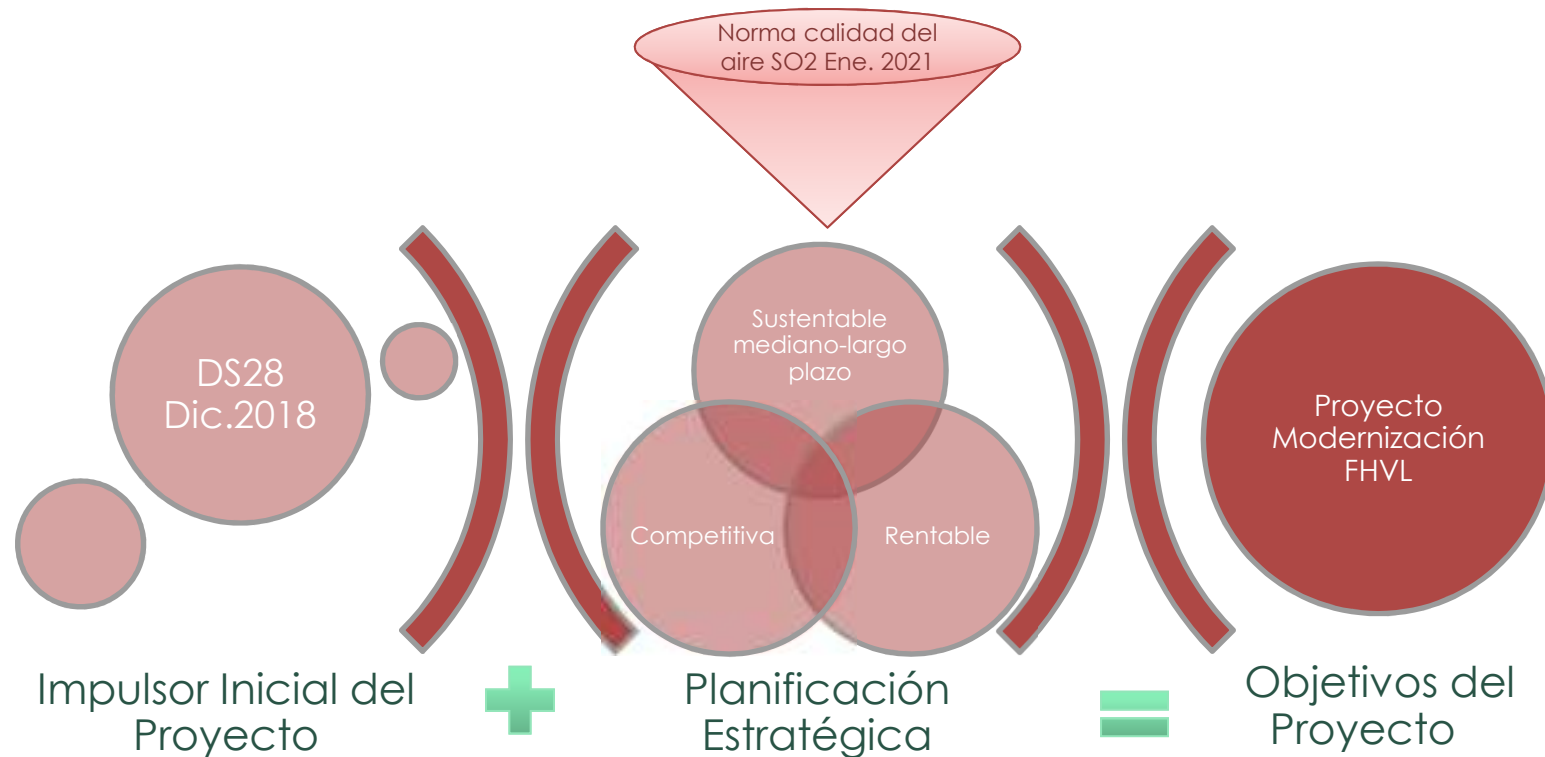 Norma calidad del
aire SO2 Ene. 2021
DS28
Dic.2018
Sustentable
mediano-largo
plazo
Competitiva
Rentable
Proyecto
Modernización
FHVL
Impulsor Inicial del
Proyecto
Planificación
Estratégica
Objetivos del
Proyecto